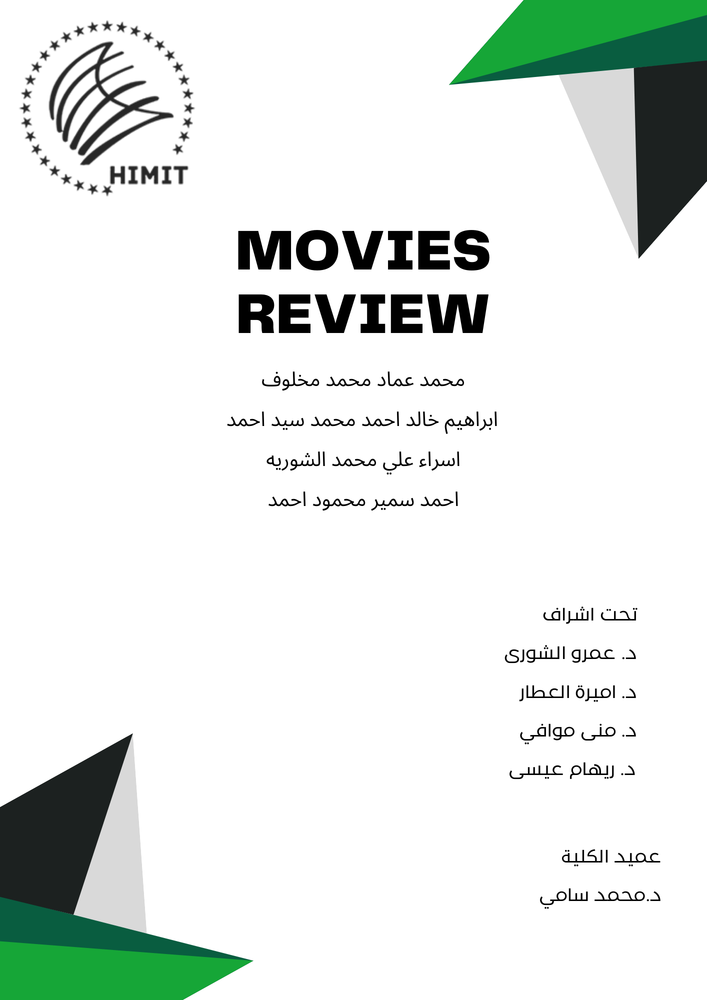 HIMIT
MOVIES
REVIEW
محمد عماد محمد مخلوف
ابراهيم خالد احمد محمد سيد احمد
اسراء علي محمد الشوريه
احمد سمير محمود احمد
تحت اشراف
د. عمرو الشورى
د. اميرة العطار
د. منى موافي
د. ريهام عيسى
عميد الكلية
د.محمد سامي